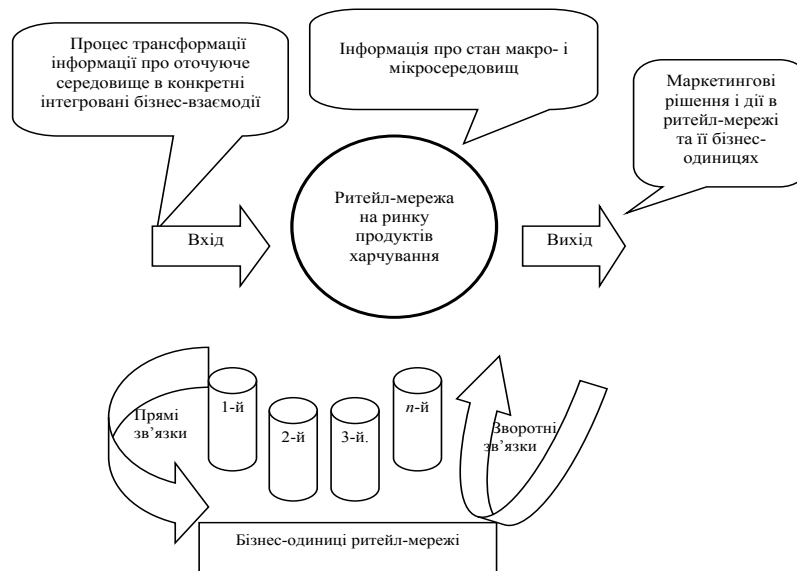 Процес трансформації
інформації про оточуюче
середовище в конкретні
інтегровані бізнес-взаємодії
Інформація про стан макро- і
мікросередовищ
Маркетингові
рішення і дії в
ритейл-мережі
та її бізнес-
одиницях
Вхід
Ритейл-мережа
на ринку
продуктів
харчування
Вихід
Прямі
зв’язки
1-й
2-й
3-й.
n-й
Зворотні
зв’язки
Бізнес-одиниці ритейл-мережі